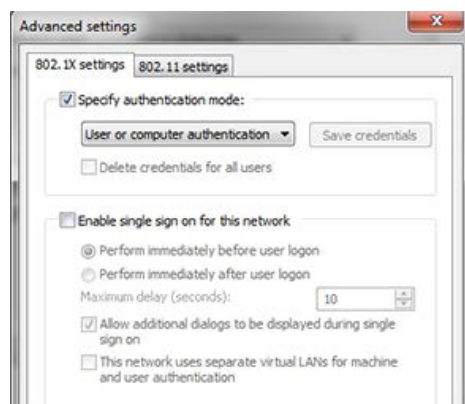 Advanced settings
802.1X settings
802.11 settings
Specify authentication mode:
User or computer authentication
Save credentials
Delete credentials for all users
Enable single sign on for this network
Perform immediately before user logon
Perform immediately after user logon
Maximum delay (seconds):
10
Allow additional dialogs to be displayed during single
sign on
This network uses separate virtual LANs for machine
and user authentication